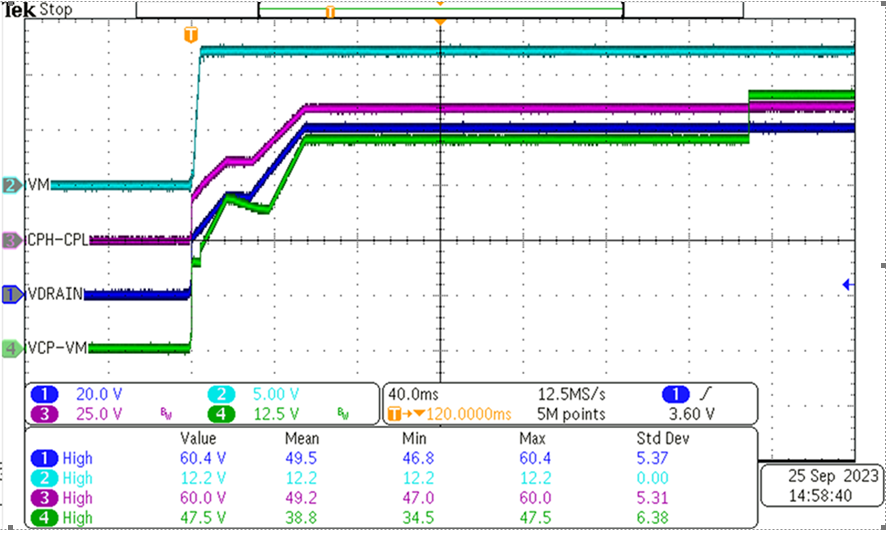 Tek Stop
T
T
2 VM
3 CPH-CPL
1 VDRAIN
4 VCP-VM
1 20.0 V 2 5.00 V
3 25.0 V BW 4 12.5 V BW
40.0ms 12.5MS/s 1 /
T→▼120.0000ms 5M points 3.60 V
Value Mean Min Max Std Dev
1 High 60.4 V 49.5 46.8 60.4 5.37
2 High 12.2 V 12.2 12.2 12.2 0.00
3 High 60.0 V 49.2 47.0 60.0 5.31
4 High 47.5 V 38.8 34.5 47.5 6.38
25 Sep 2023
14:58:40